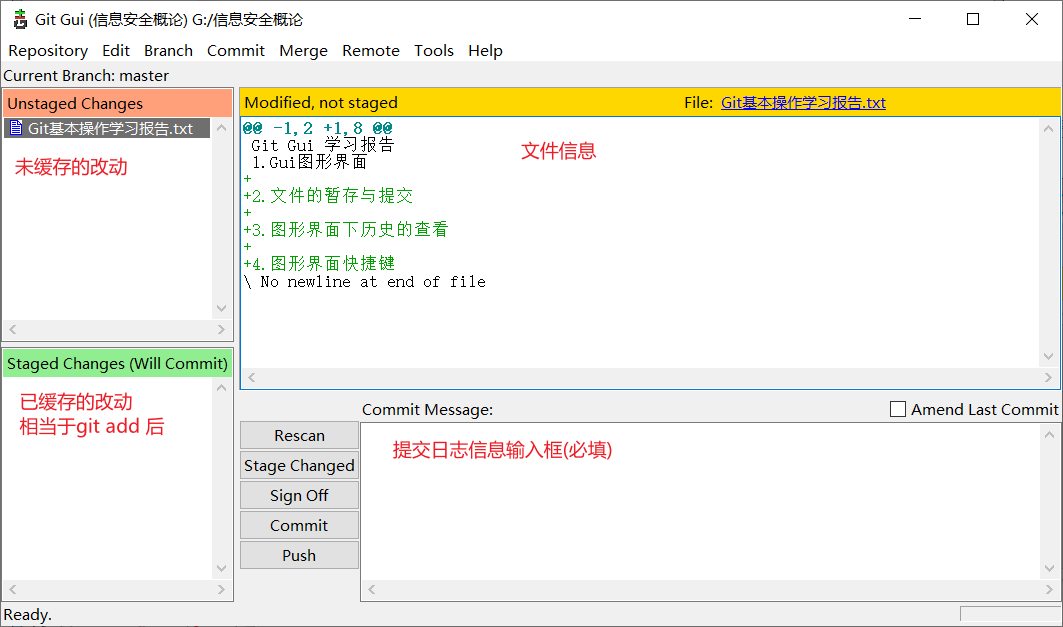 Git Gui (信息安全概论) G:/信息安全概论
Repository Edit Branch Commit Merge Remote Tools Help
Current Branch: master
Unstaged Changes
Git基本操作学习报告.txt
未缓存的改动
Modified, not staged File: Git基本操作学习报告.txt
@@ -1,2 +1,8 @@
Git Gui 学习报告
1.Gui图形界面
+
+2.文件的暂存与提交
+
+3.图形界面下历史的查看
+
+4.图形界面快捷键
\ No newline at end of file
文件信息
Staged Changes (Will Commit)
已缓存的改动
相当于git add 后
Commit Message: Amend Last Commit
Rescan
Stage Changed
Sign Off
Commit
Push
提交日志信息输入框(必填)
Ready.